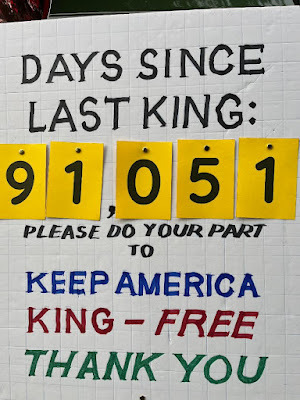 DAYS SINCE
LAST KING:
91,051
PLEASE DO YOUR PART
TO
KEEP AMERICA
KING - FREE
THANK YOU